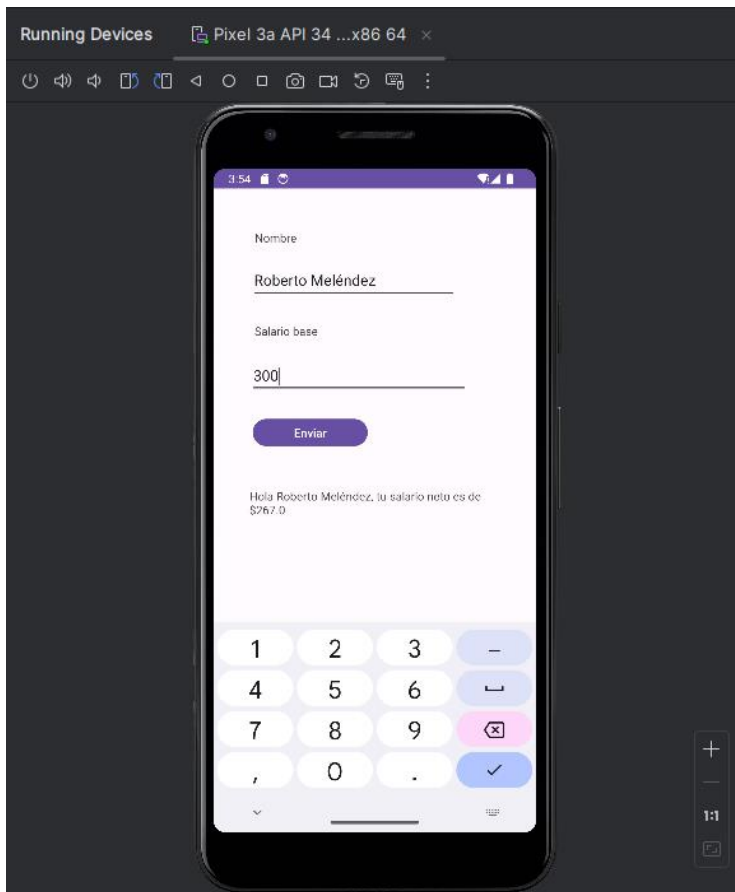 Running Devices
Pixel 3a API 34 ...x86 64
3:54
Nombre
Roberto Meléndez
Salario base
300
Enviar
Hola Roberto Meléndez, tu salario neto es de
$267.0
1 2 3 –
4 5 6
7 8 9
, 0 .
1:1